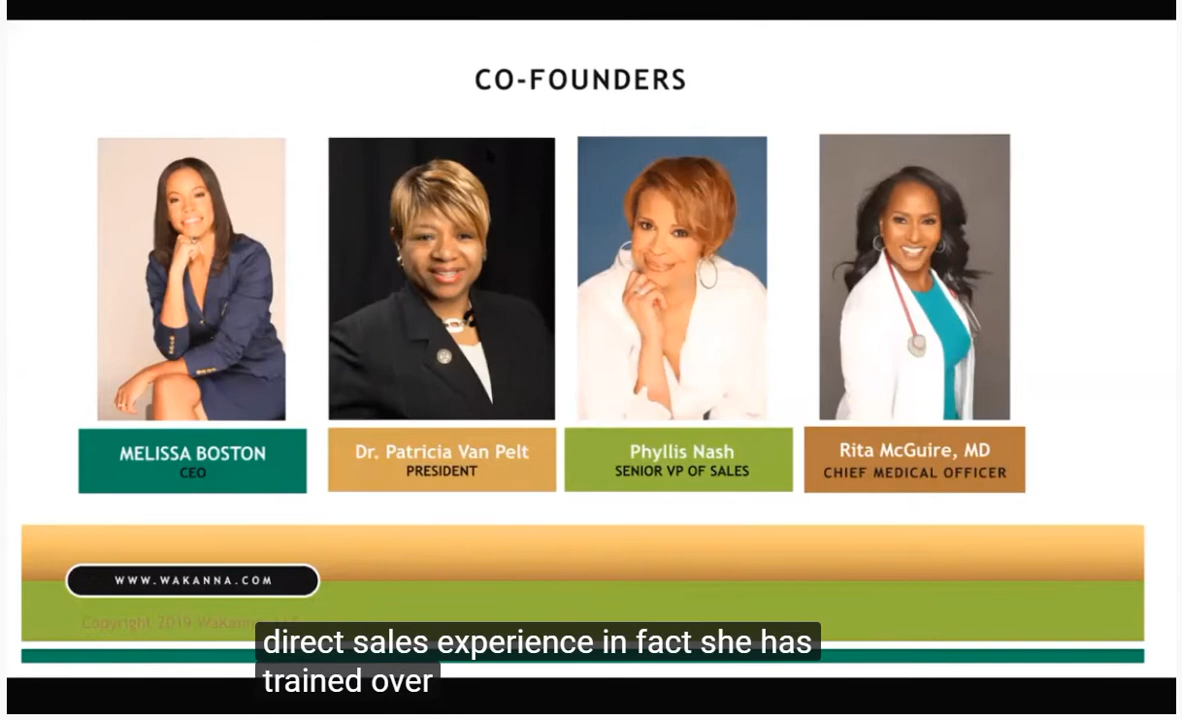 CO-FOUNDERS
MELISSA BOSTON
CEO
Dr. Patricia Van Pelt
PRESIDENT
Phyllis Nash
SENIOR VP OF SALES
Rita McGuire, MD
CHIEF MEDICAL OFFICER
WWW.WAKANNA.COM
Copyright 2019 WaKanna, LLC
direct sales experience in fact she has
trained over